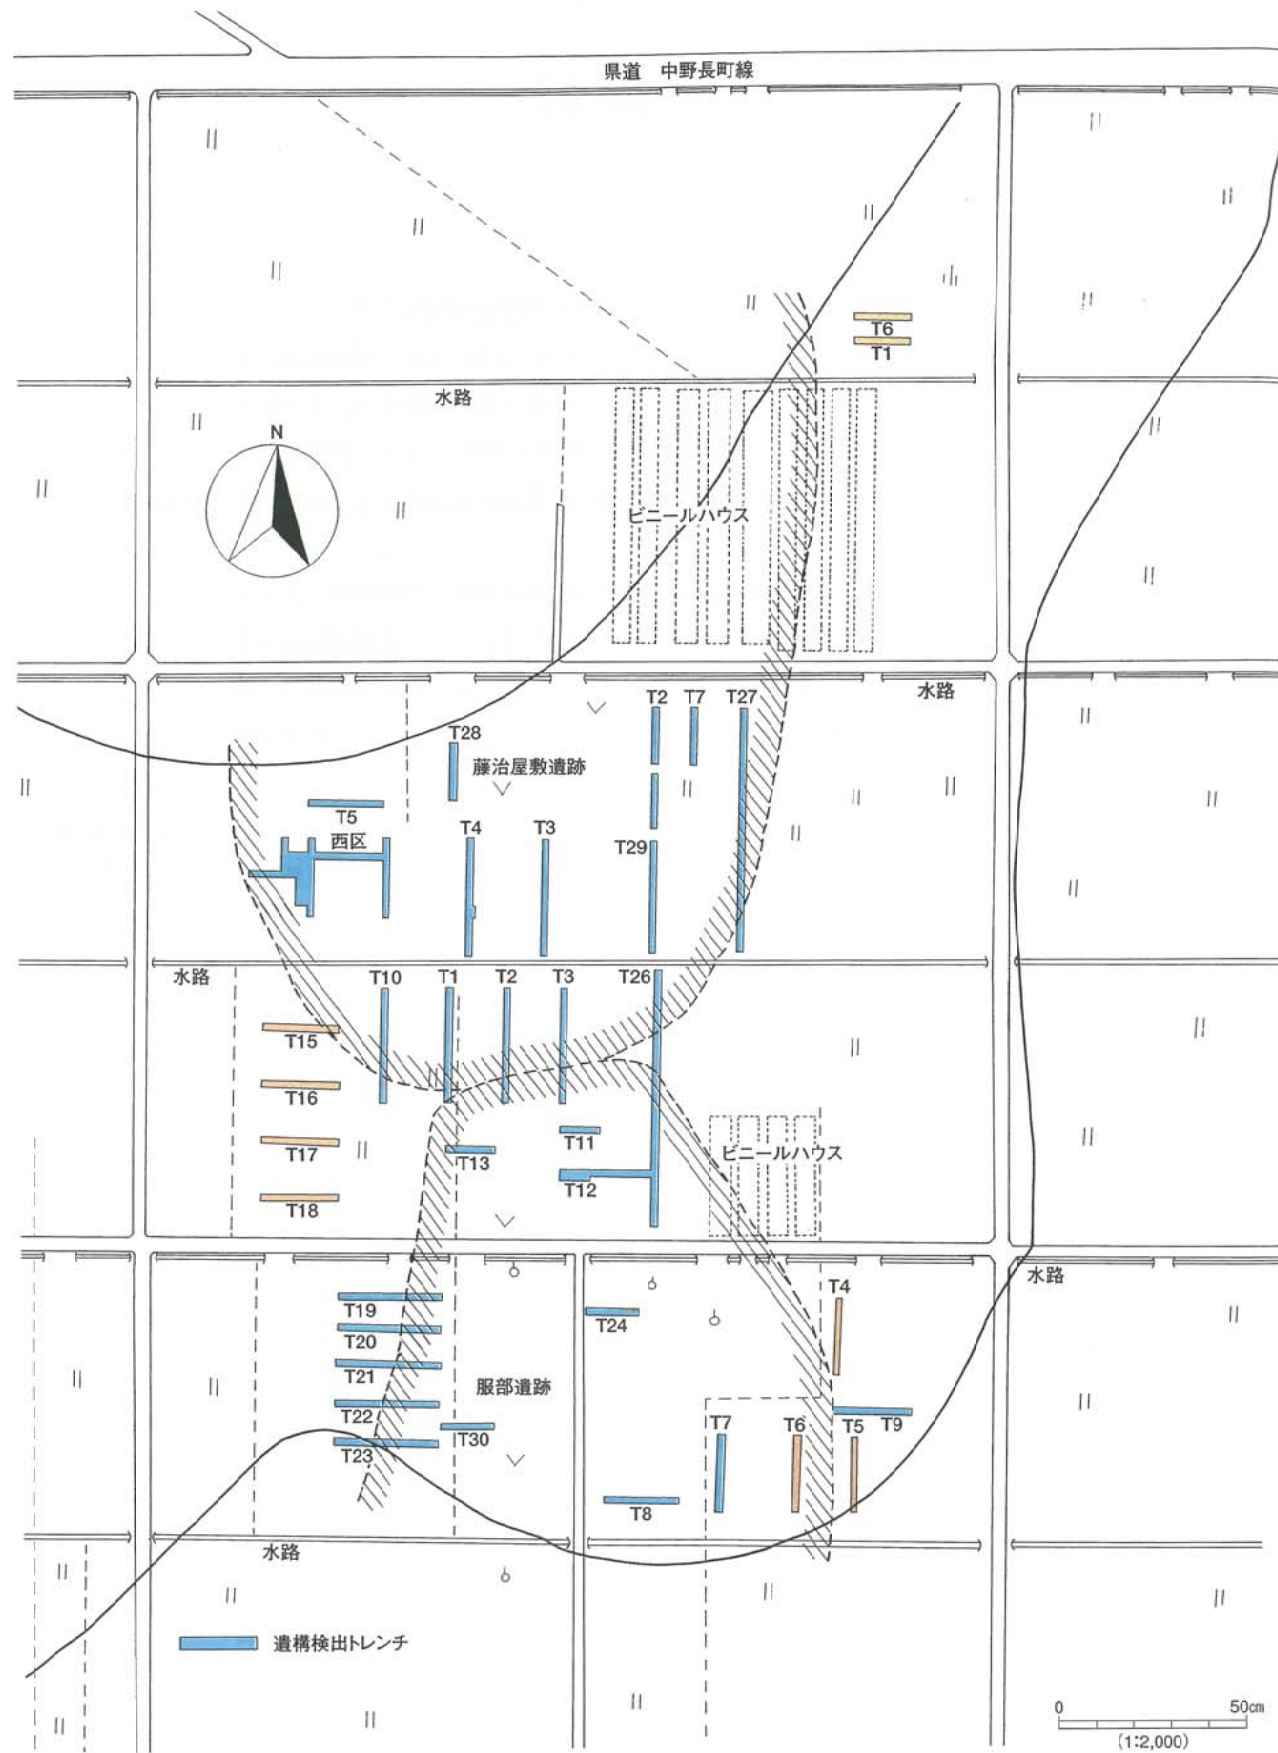 県道 中野長町線
T6
T1
水路
N
ビニールハウス
水路
T2 T7 T27
T28
藤治屋敷遺跡
T5
西区
T4 T3
T29
水路
T10 T1 T2 T3 T26
T15
T16
T11
T13
T17
ビニールハウス
T12
T18
水路
T4
T19
T24
T20
T21
服部遺跡
T22
T7 T6 T5 T9
T30
T23
T8
水路
遺構検出トレンチ
0 50cm
(1:2,000)